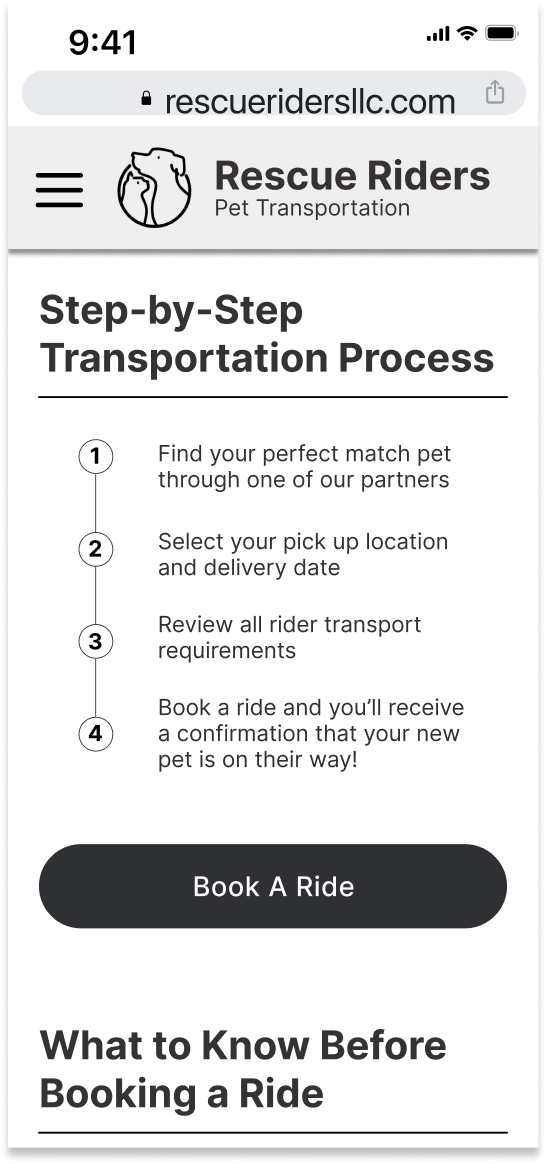 9:41
rescueridersllc.com
Rescue Riders
Pet Transportation
Step-by-Step
Transportation Process
1
Find your perfect match pet
through one of our partners
2
Select your pick up location
and delivery date
3
Review all rider transport
requirements
4
Book a ride and you’ll receive
a confirmation that your new
pet is on their way!
Book A Ride
What to Know Before
Booking a Ride